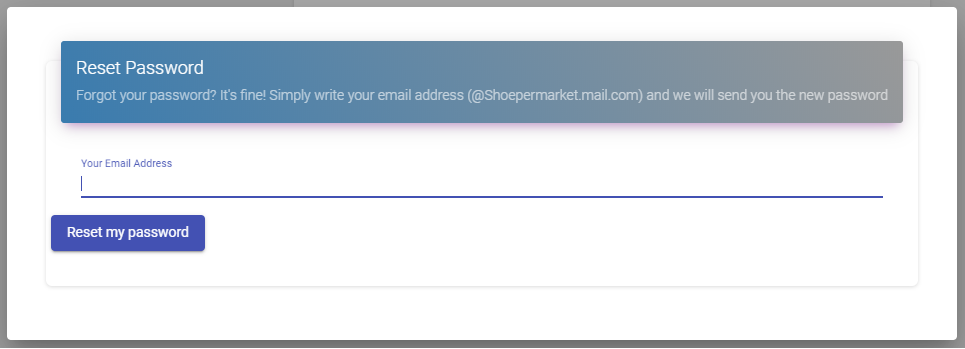 Reset Password
Forgot your password? It's fine! Simply write your email address (@Shoepermarket.mail.com) and we will send you the new password
Your Email Address
Reset my password